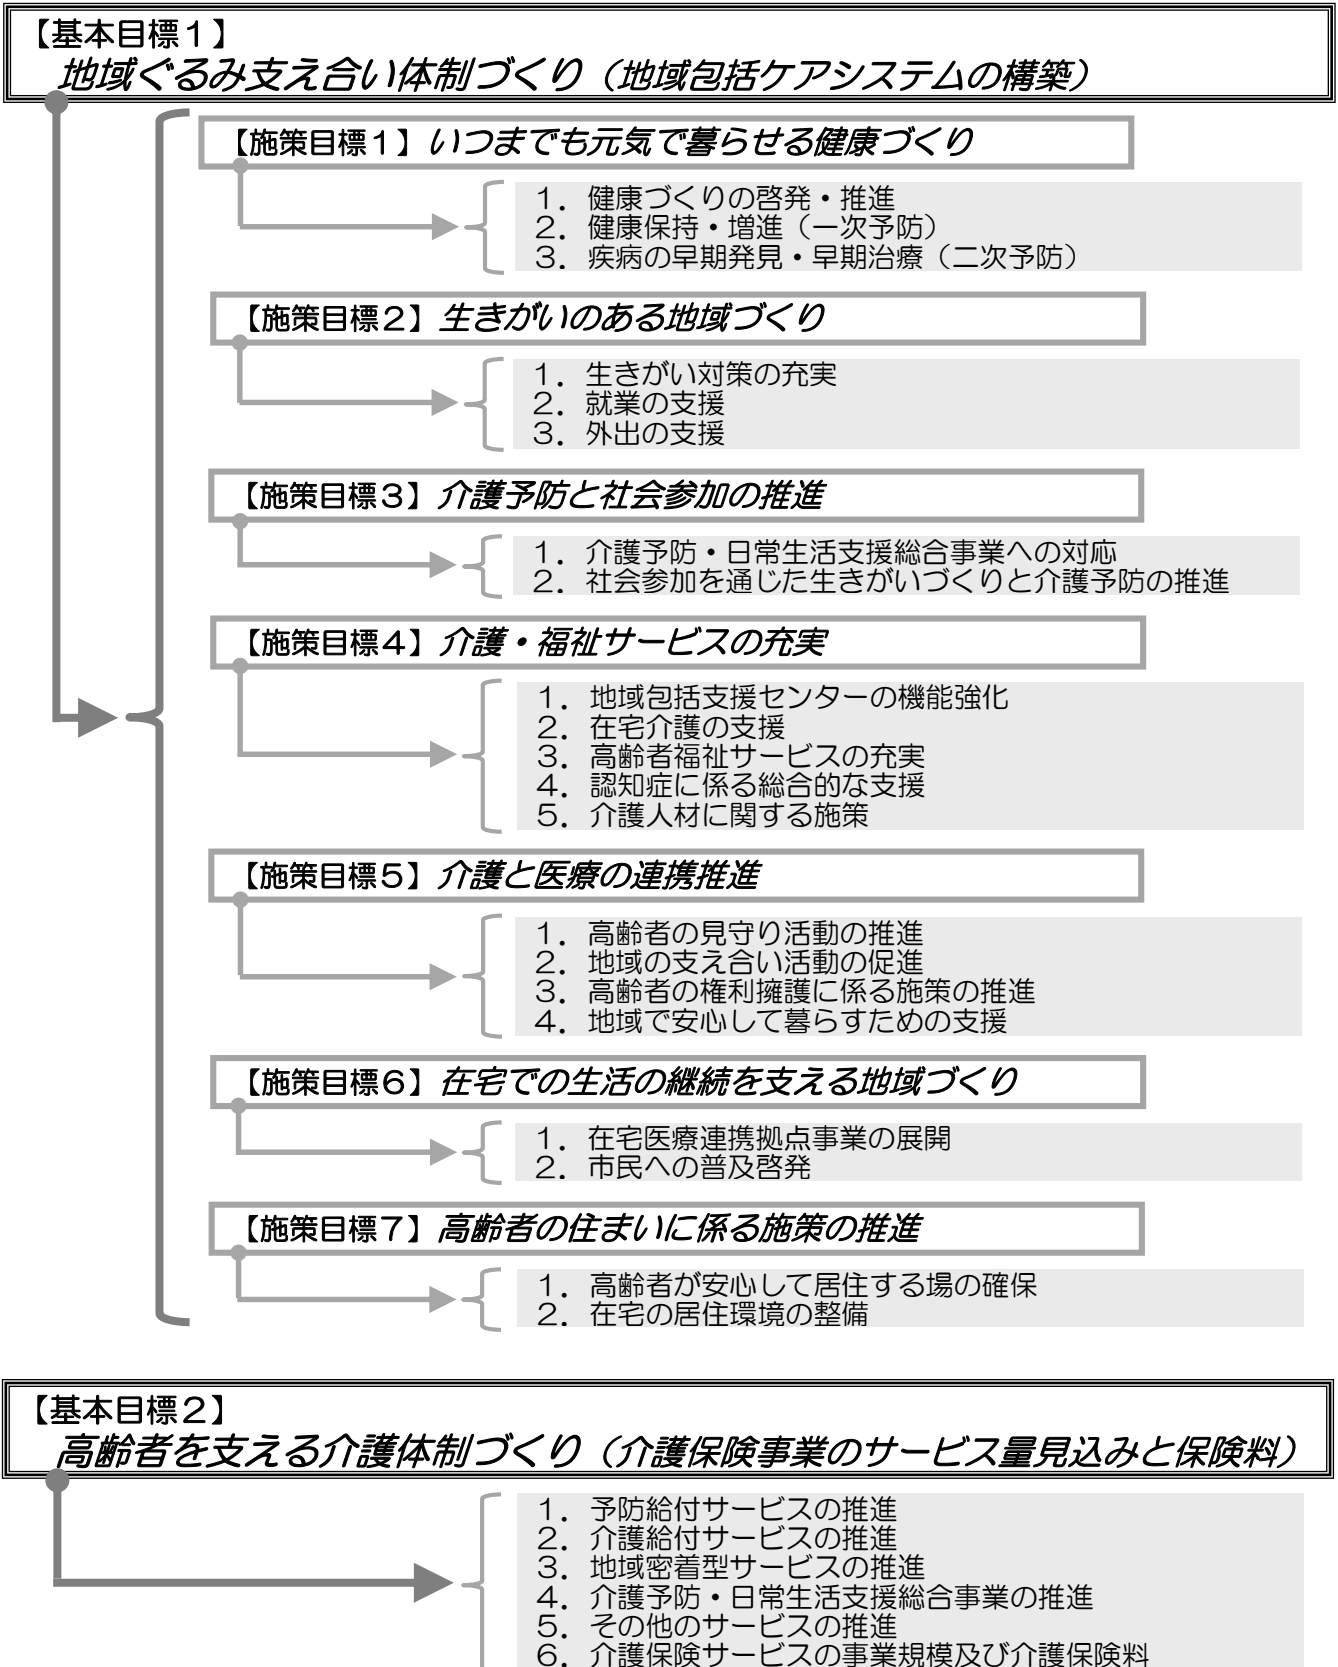 【基本目標１】
地域ぐるみ支え合い体制づくり（地域包括ケアシステムの構築）
【施策目標１】いつまでも元気で暮らせる健康づくり
１．健康づくりの啓発・推進
２．健康保持・増進（一次予防）
３．疾病の早期発見・早期治療（二次予防）
【施策目標２】生きがいのある地域づくり
１．生きがい対策の充実
２．就業の支援
３．外出の支援
【施策目標３】介護予防と社会参加の推進
１．介護予防・日常生活支援総合事業への対応
２．社会参加を通じた生きがいづくりと介護予防の推進
【施策目標４】介護・福祉サービスの充実
１．地域包括支援センターの機能強化
２．在宅介護の支援
３．高齢者福祉サービスの充実
４．認知症に係る総合的な支援
５．介護人材に関する施策
【施策目標５】介護と医療の連携推進
１．高齢者の見守り活動の推進
２．地域の支え合い活動の促進
３．高齢者の権利擁護に係る施策の推進
４．地域で安心して暮らすための支援
【施策目標６】在宅での生活の継続を支える地域づくり
１．在宅医療連携拠点事業の展開
２．市民への普及啓発
【施策目標７】高齢者の住まいに係る施策の推進
１．高齢者が安心して居住する場の確保
２．在宅の居住環境の整備
【基本目標２】
高齢者を支える介護体制づくり（介護保険事業のサービス量見込みと保険料）
１．予防給付サービスの推進
２．介護給付サービスの推進
３．地域密着型サービスの推進
４．介護予防・日常生活支援総合事業の推進
５．その他のサービスの推進
６．介護保険サービスの事業規模及び介護保険料